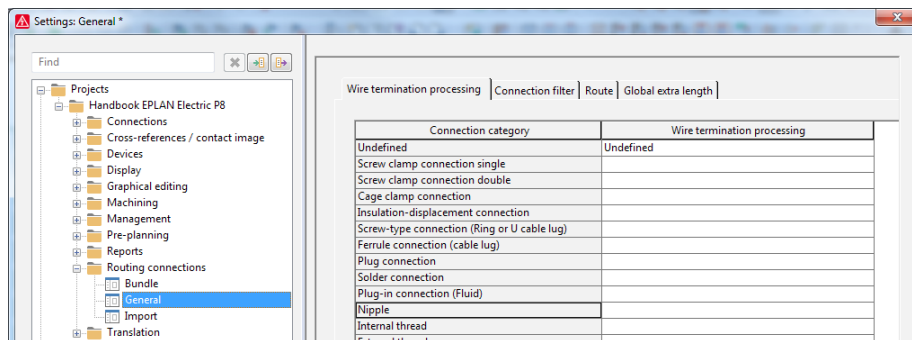 Settings: General *
Find
Projects
Handbook EPLAN Electric P8
Connections
Cross-references / contact image
Devices
Display
Graphical editing
Machining
Management
Pre-planning
Reports
Routing connections
Bundle
General
Import
Translation
Wire termination processing Connection filter Route Global extra length
Connection category Wire termination processing
Undefined Undefined
Screw clamp connection single
Screw clamp connection double
Cage clamp connection
Insulation-displacement connection
Screw-type connection (Ring or U cable lug)
Ferrule connection (cable lug)
Plug connection
Solder connection
Plug-in connection (Fluid)
Nipple
Internal thread